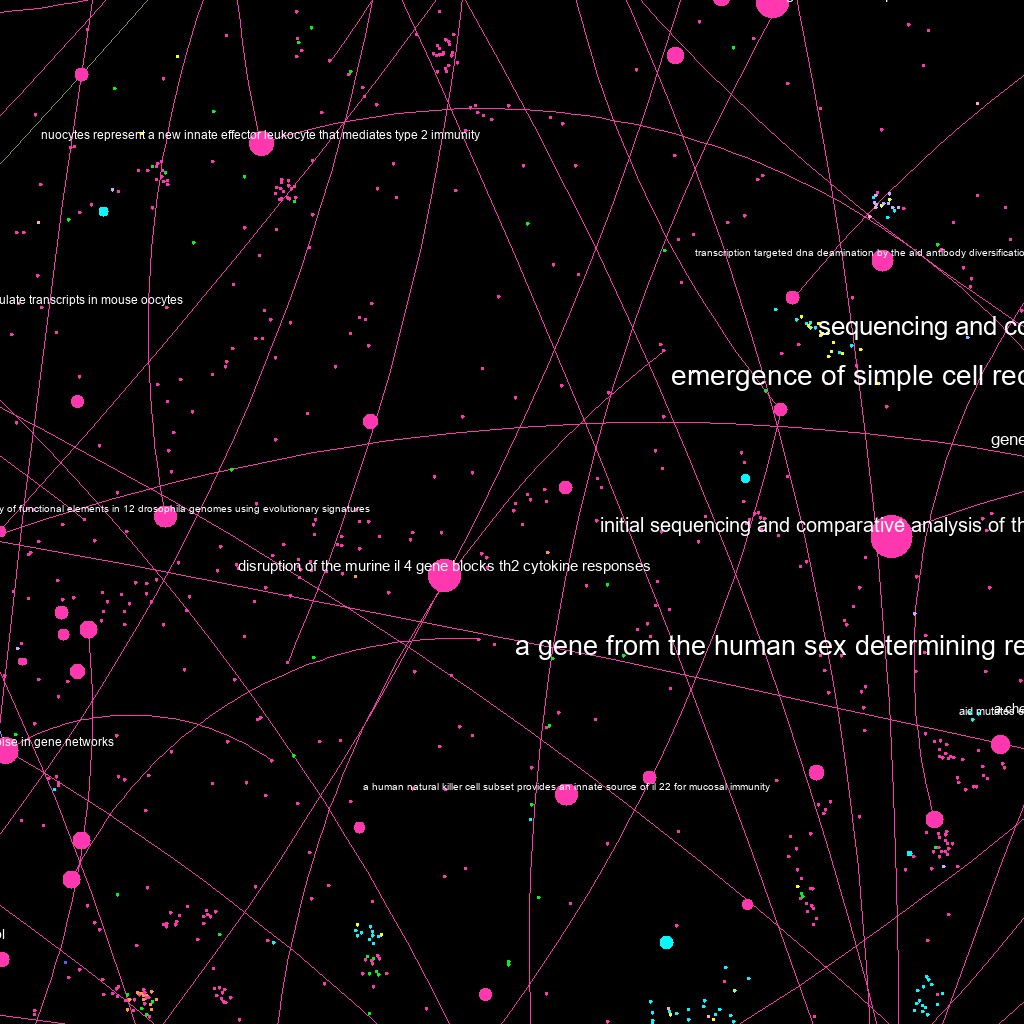 nuocytes represent a new innate effector leukocyte that mediates type 2 immunity
transcription targeted dna deamination by the aid antibody diversificatio
ulate transcripts in mouse oocytes
sequencing and co
emergence of simple cell rec
gene
y of functional elements in 12 drosophila genomes using evolutionary signatures
initial sequencing and comparative analysis of th
disruption of the murine il 4 gene blocks th2 cytokine responses
a gene from the human sex determining re
a che
aid mutates e
oise in gene networks
a human natural killer cell subset provides an innate source of il 22 for mucosal immunity
ol